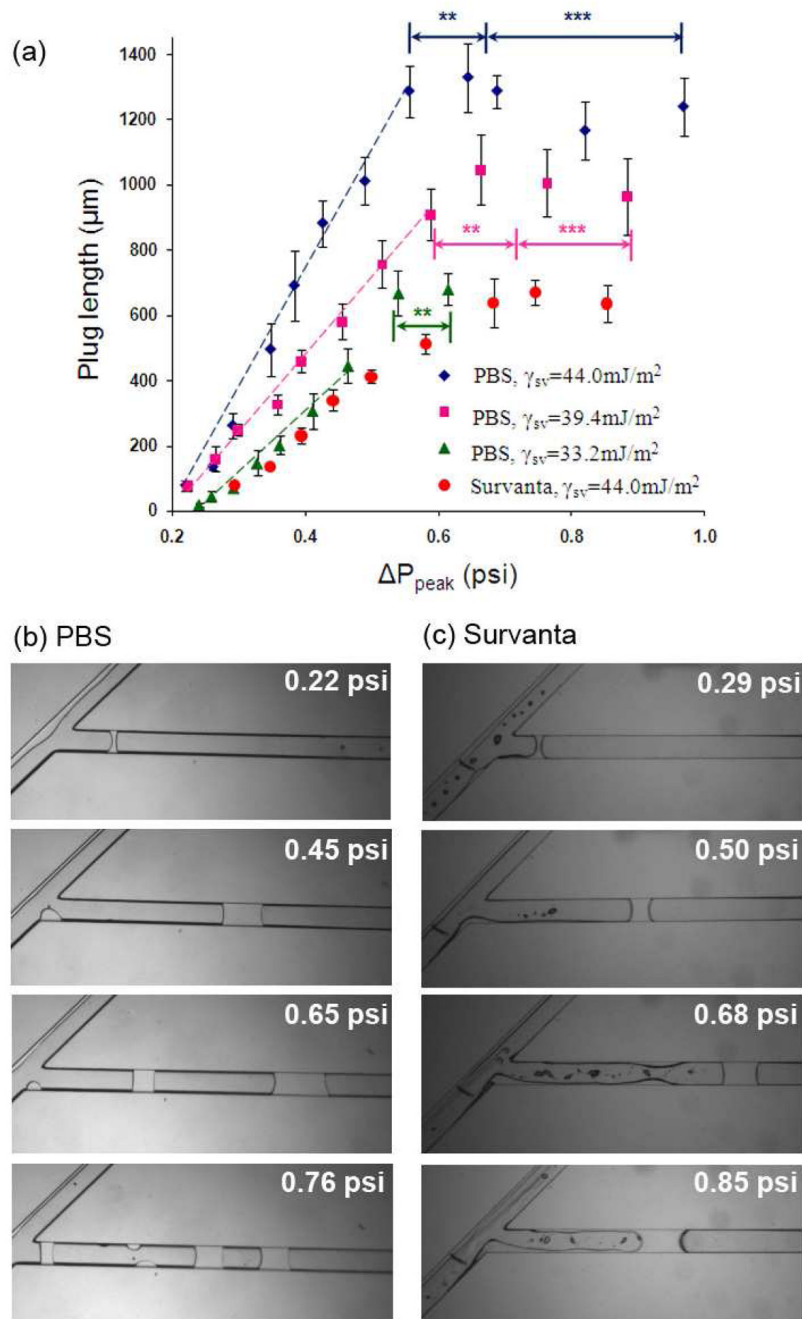 (a)
** ***
1400
1200
1000
800
600
400
200
0
Plug length (µm)
** ***
**
PBS, γsv=44.0mJ/m²
PBS, γsv=39.4mJ/m²
PBS, γsv=33.2mJ/m²
Survanta, γsv=44.0mJ/m²
0.2 0.4 0.6 0.8 1.0
ΔPpeak (psi)
(b) PBS
(c) Survanta
0.22 psi
0.29 psi
0.45 psi
0.50 psi
0.65 psi
0.68 psi
0.76 psi
0.85 psi